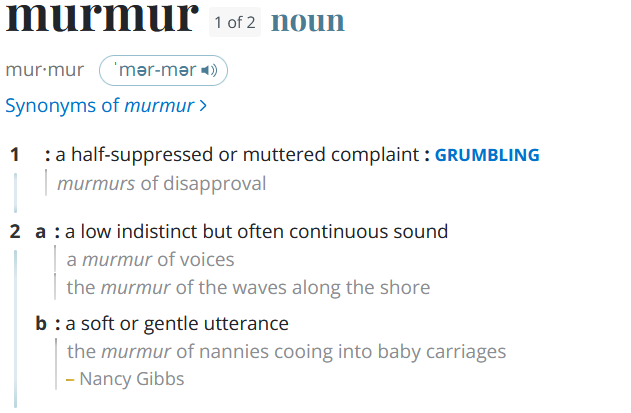 murmur 1 of 2 noun
mur·mur ˈmər-mər
Synonyms of murmur >
1 : a half-suppressed or muttered complaint : GRUMBLING
murmurs of disapproval
2 a : a low indistinct but often continuous sound
a murmur of voices
the murmur of the waves along the shore
b : a soft or gentle utterance
the murmur of nannies cooing into baby carriages
– Nancy Gibbs